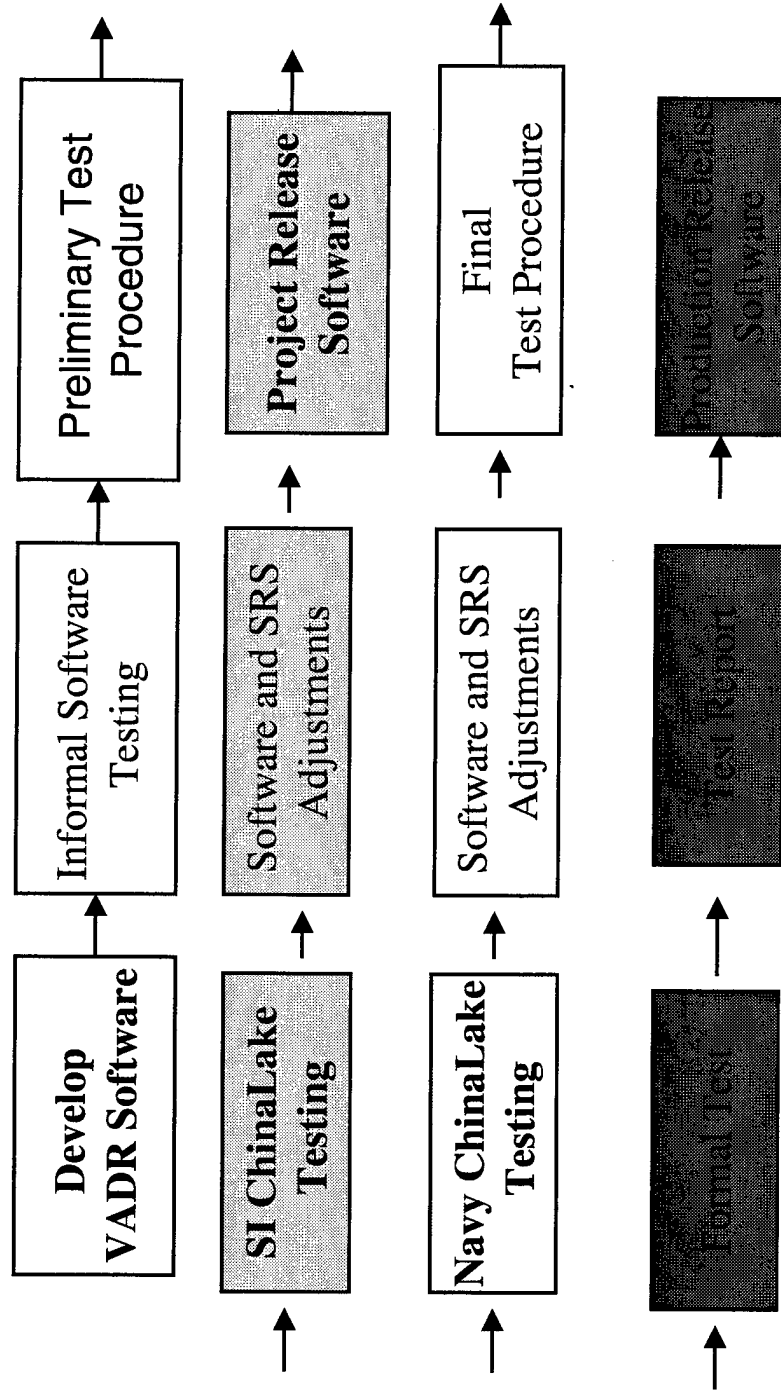 Develop
VADR Software
Informal Software
Testing
Preliminary Test
Procedure
SI ChinaLake
Testing
Software and SRS
Adjustments
Project Release
Software
Navy ChinaLake
Testing
Software and SRS
Adjustments
Final
Test Procedure
Formal Test
Test Report
Production Release
Software